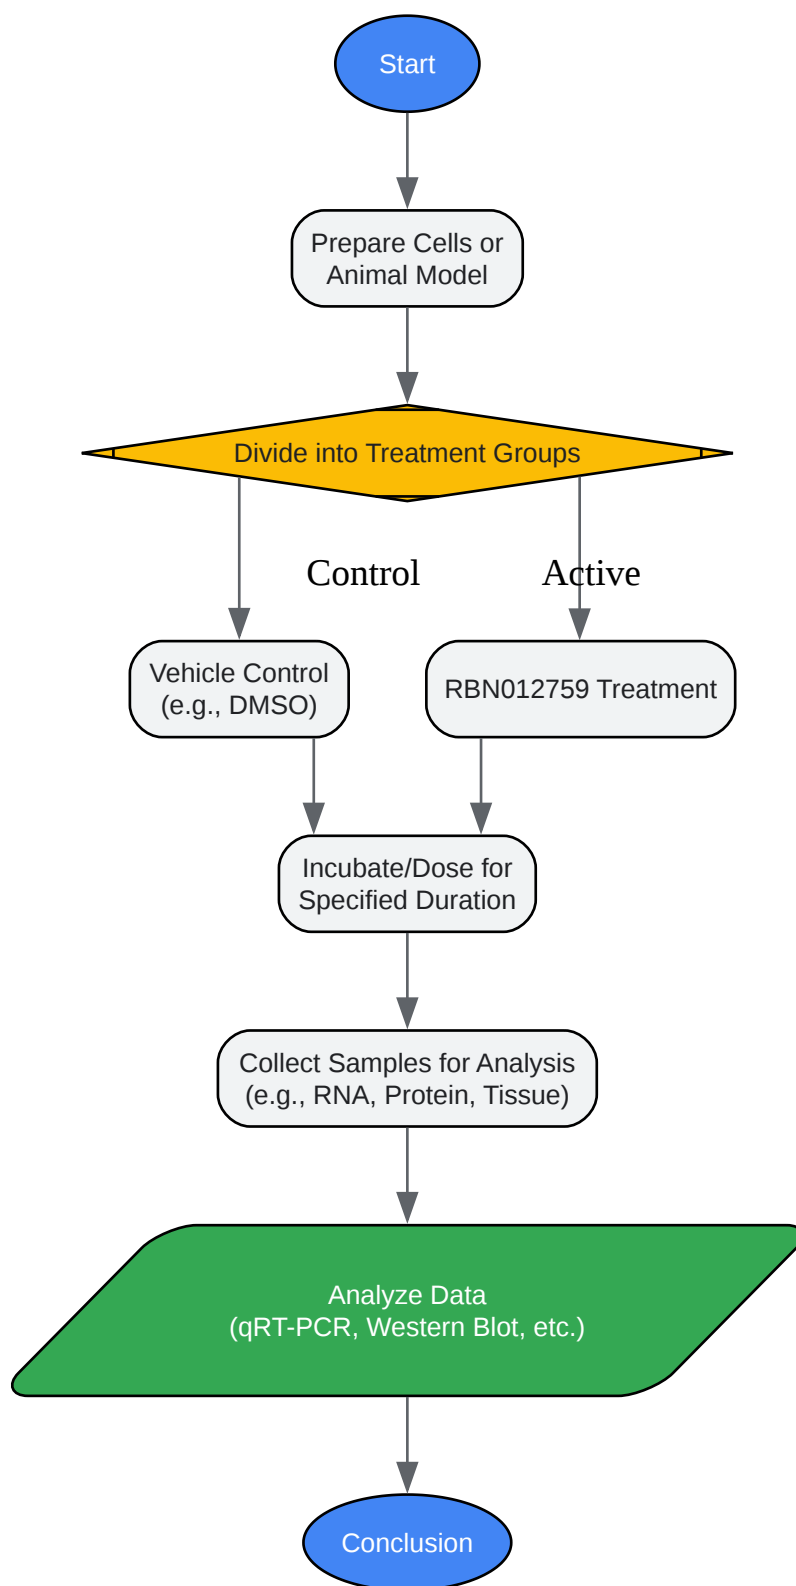 Start
Prepare Cells or
Animal Model
Divide into Treatment Groups
Control
Active
Vehicle Control
(e.g., DMSO)
RBN012759 Treatment
Incubate/Dose for
Specified Duration
Collect Samples for Analysis
(e.g., RNA, Protein, Tissue)
Analyze Data
(qRT-PCR, Western Blot, etc.)
Conclusion